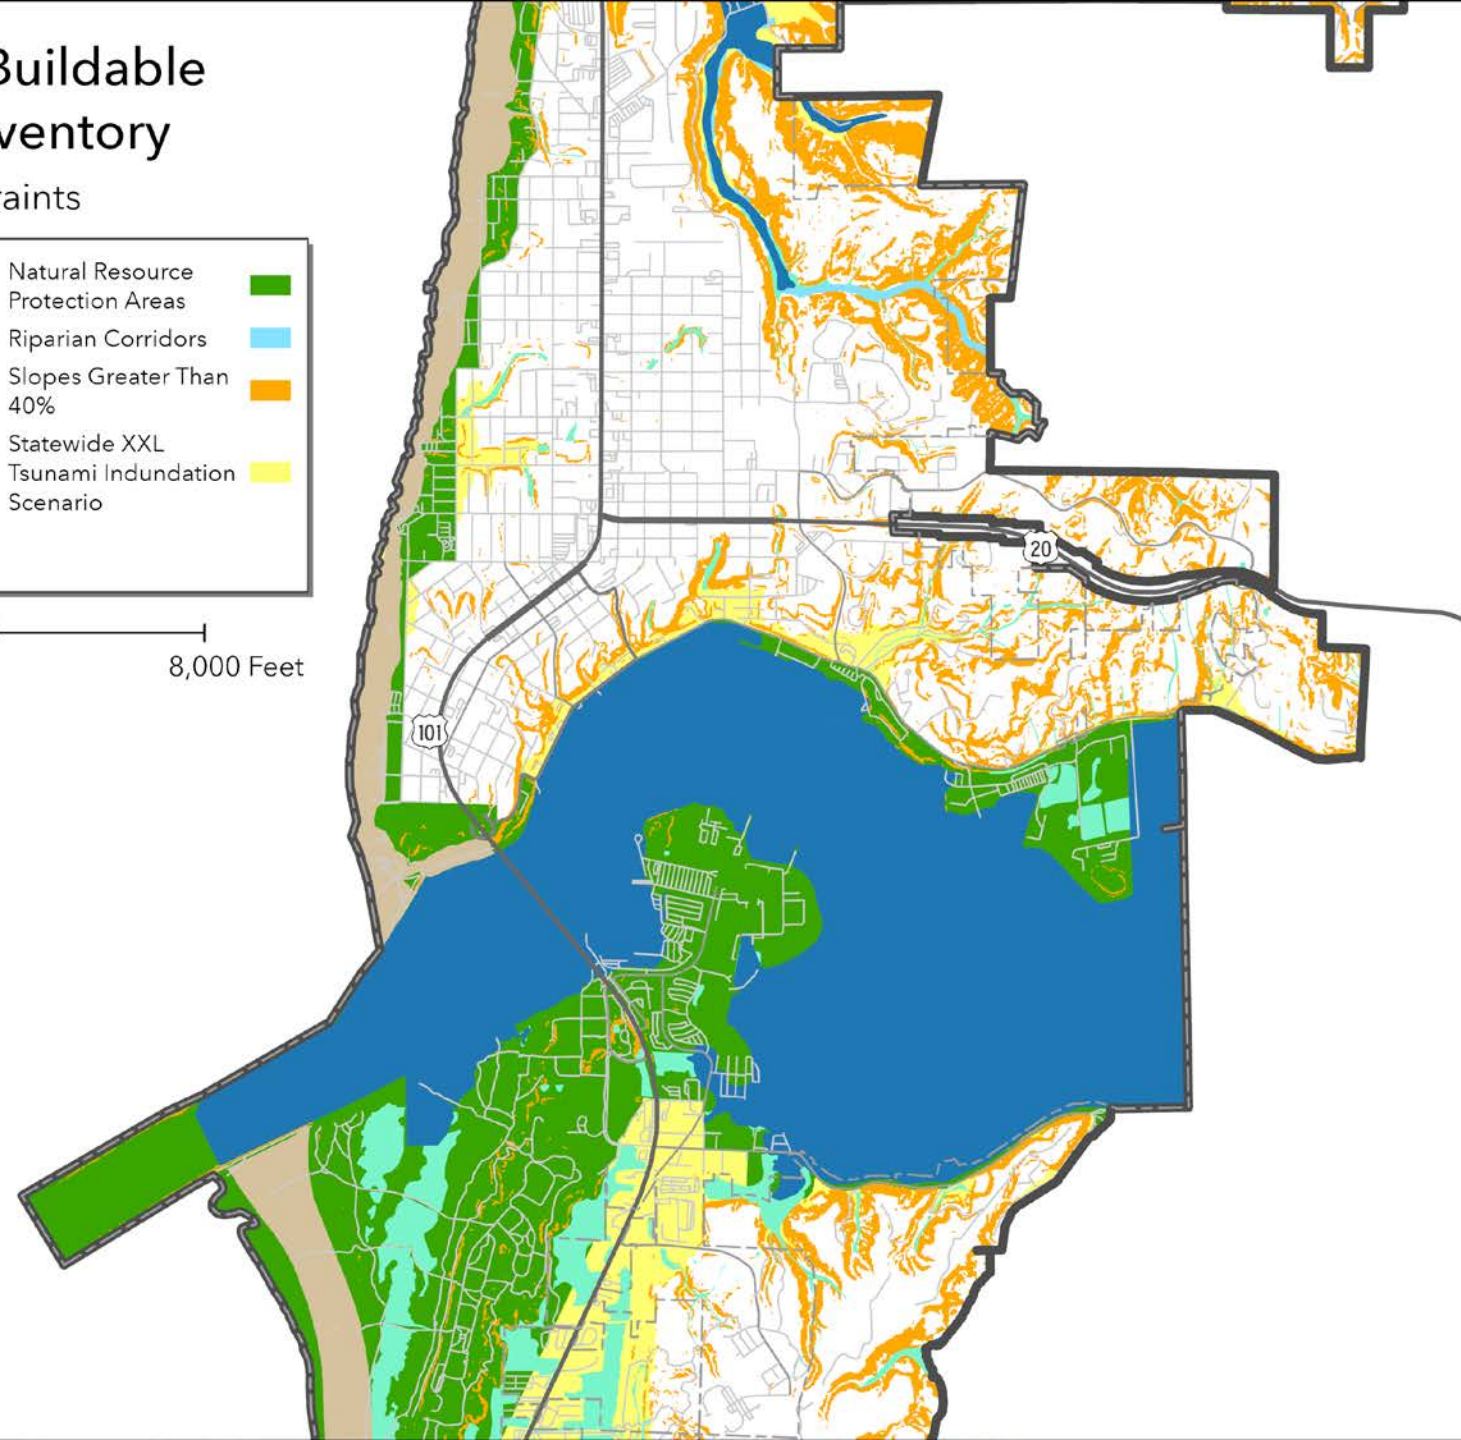 Buildable
ventory
raints
Natural Resource
Protection Areas
Riparian Corridors
Slopes Greater Than
40%
Statewide XXL
Tsunami Indundation
Scenario
8,000 Feet
20
101